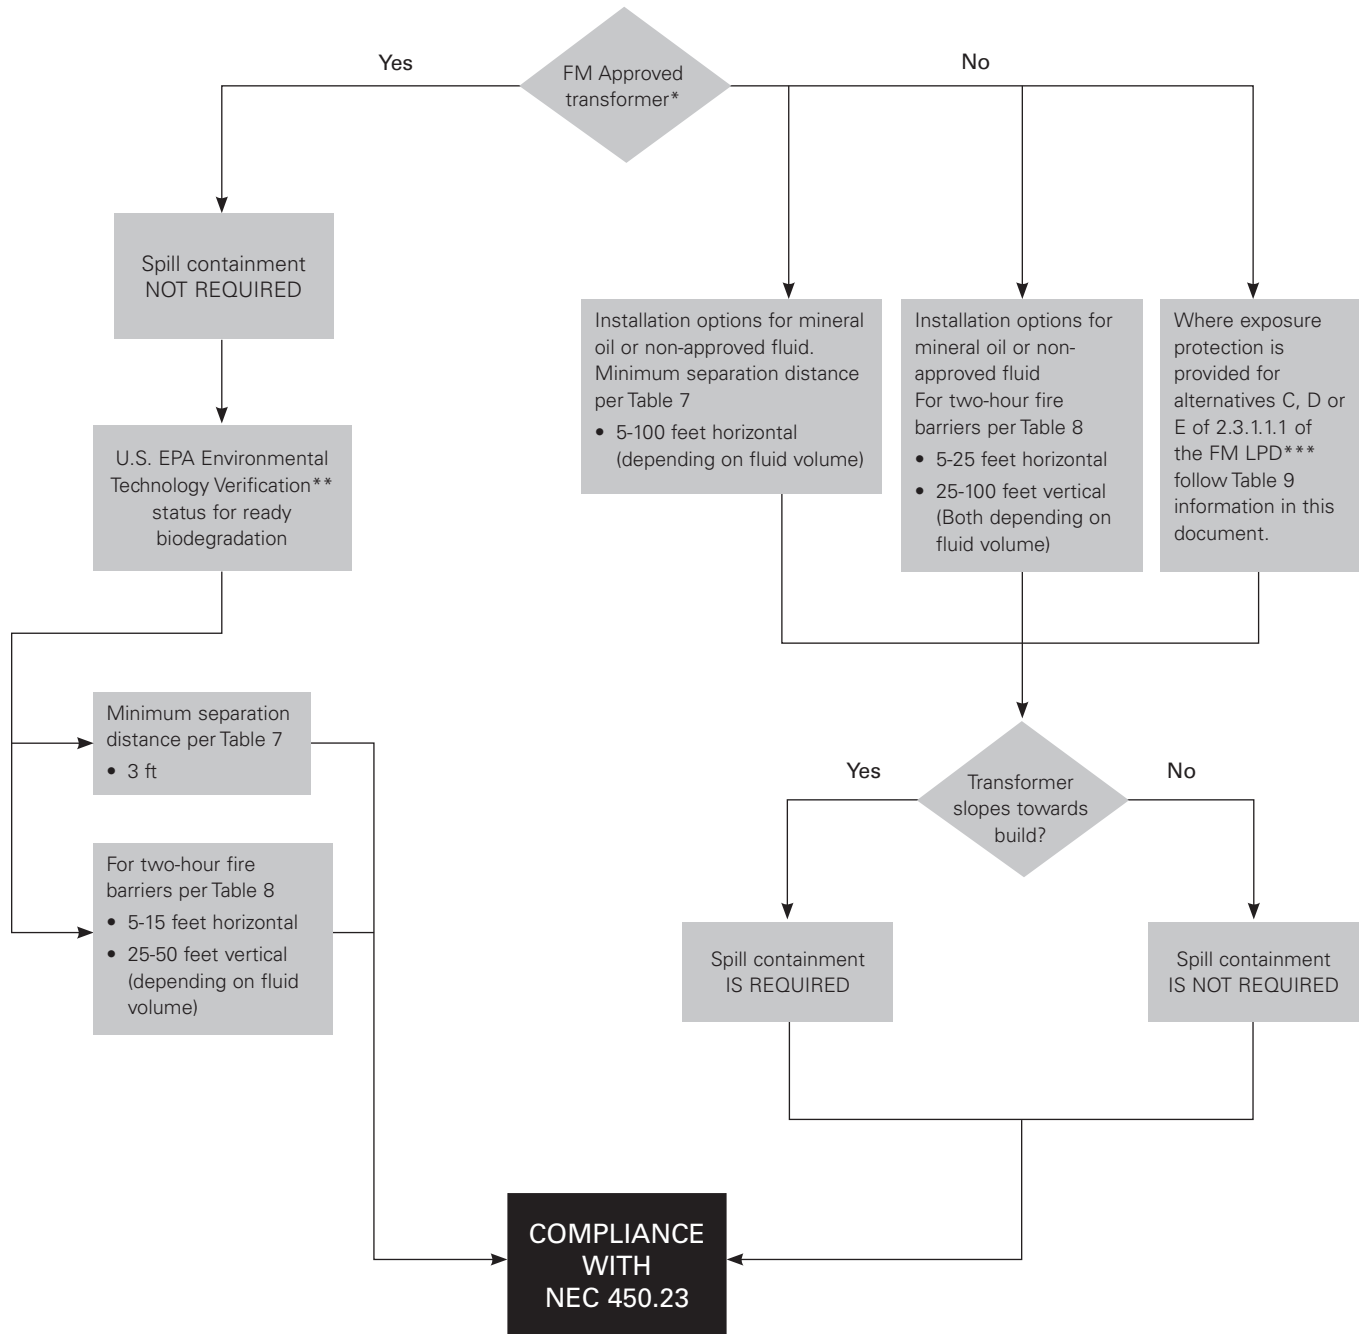 FM Approved
transformer*
Yes
No
Spill containment
NOT REQUIRED
U.S. EPA Environmental
Technology Verification**
status for ready
biodegradation
Minimum separation
distance per Table 7
• 3 ft
For two-hour fire
barriers per Table 8
• 5-15 feet horizontal
• 25-50 feet vertical
(depending on fluid
volume)
Installation options for mineral
oil or non-approved fluid.
Minimum separation distance
per Table 7
• 5-100 feet horizontal
(depending on fluid volume)
Installation options for
mineral oil or non-
approved fluid
For two-hour fire
barriers per Table 8
• 5-25 feet horizontal
• 25-100 feet vertical
(Both depending on
fluid volume)
Where exposure
protection is
provided for
alternatives C, D or
E of 2.3.1.1.1 of
the FM LPD***
follow Table 9
information in this
document.
Transformer
slopes towards
build?
Yes
No
Spill containment
IS REQUIRED
Spill containment
IS NOT REQUIRED
COMPLIANCE
WITH
NEC 450.23